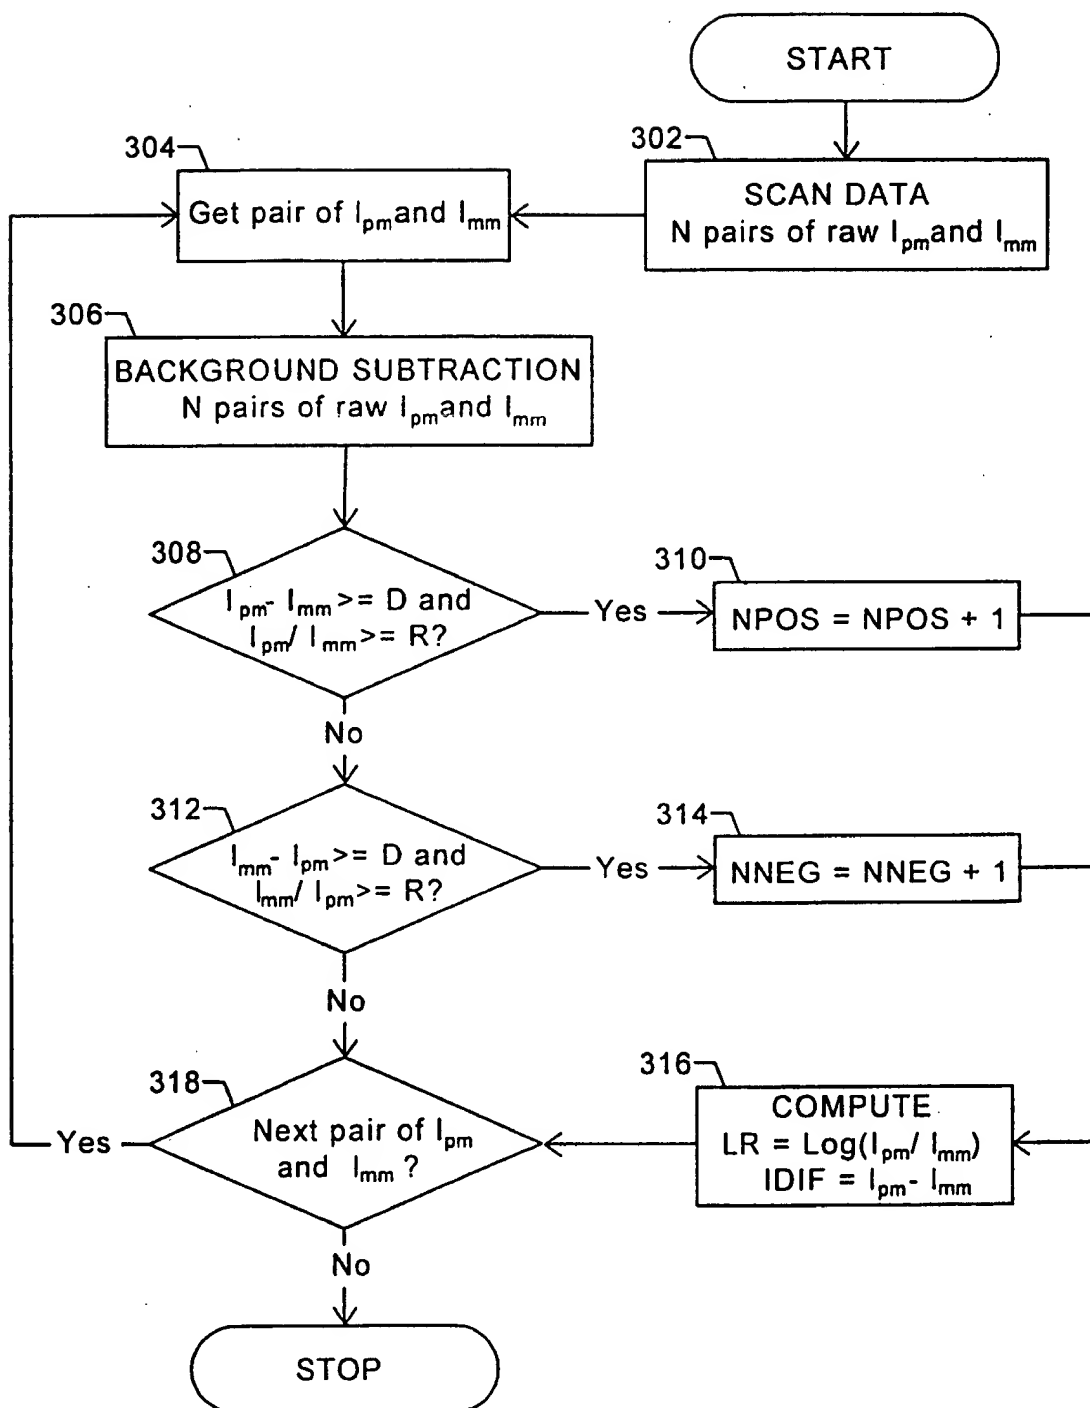 START
302
SCAN DATA
N pairs of raw Ipm and Imm
304
Get pair of Ipm and Imm
306
BACKGROUND SUBTRACTION
N pairs of raw Ipm and Imm
308
Ipm- Imm >= D and
Ipm/ Imm >= R?
Yes
310
NPOS = NPOS + 1
No
312
Imm- Ipm >= D and
Imm/ Ipm >= R?
Yes
314
NNEG = NNEG + 1
No
316
COMPUTE
LR = Log(Ipm/ Imm)
IDIF = Ipm- Imm
318
Next pair of Ipm
and Imm ?
Yes
No
STOP